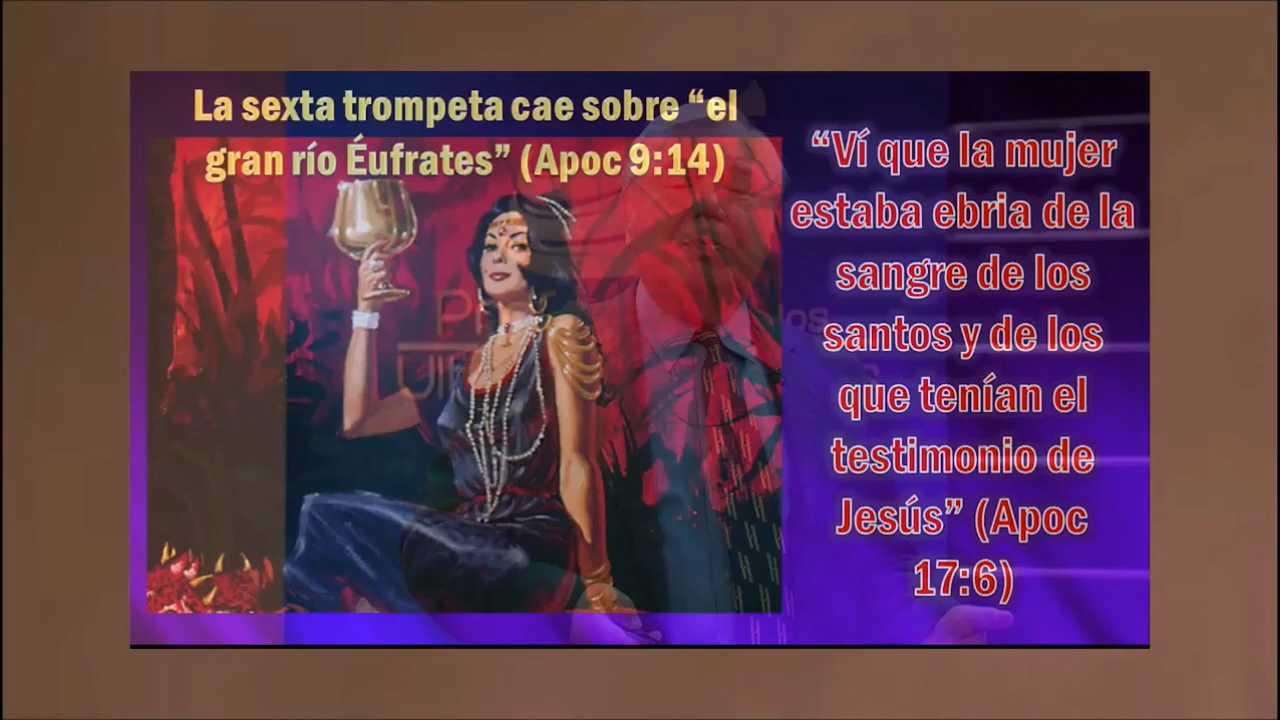 La sexta trompeta cae sobre “el
gran río Éufrates” (Apoc 9:14)
“Ví que la mujer
estaba ebria de la
sangre de los
santos y de los
que tenían el
testimonio de
Jesús” (Apoc
17:6)